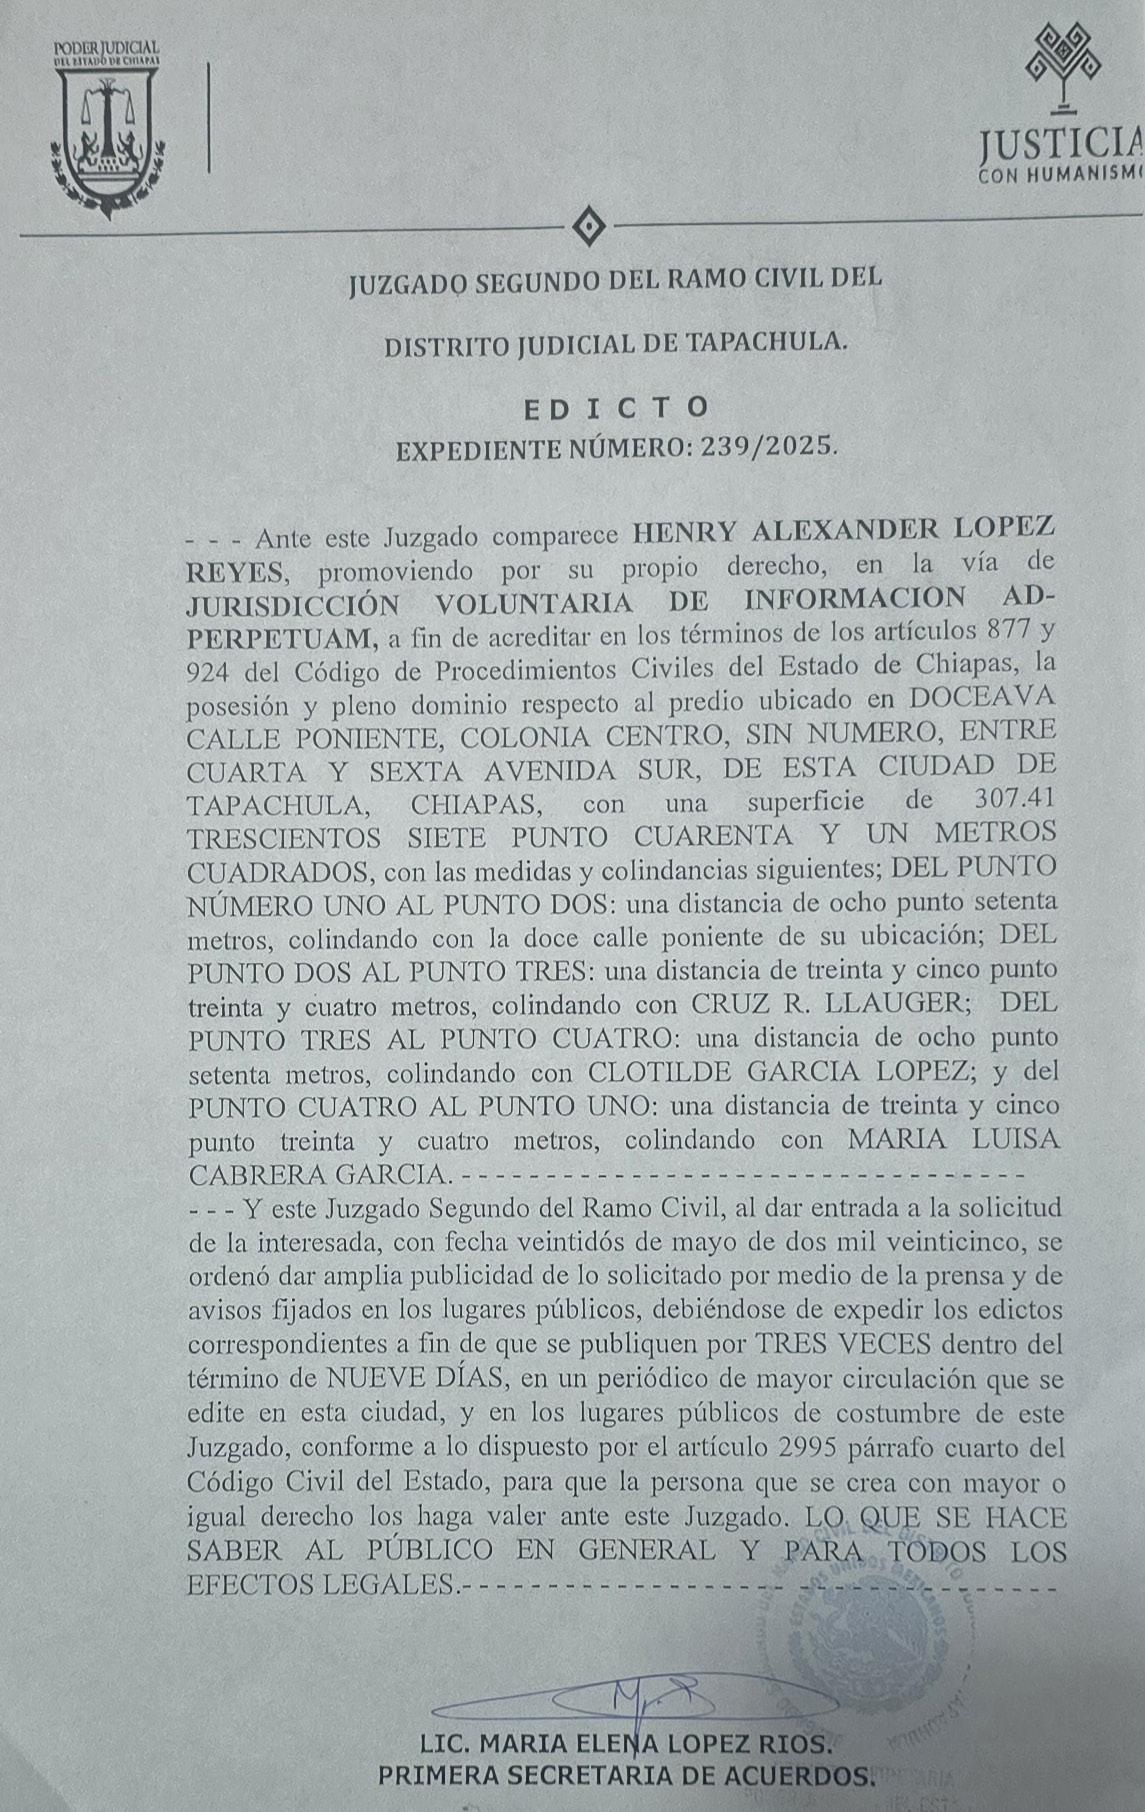 PODER JUDICIAL
DEL ESTADO DE CHIAPAS
JUSTICIA
CON HUMANISMO
JUZGADO SEGUNDO DEL RAMO CIVIL DEL
DISTRITO JUDICIAL DE TAPACHULA.
E D I C T O
EXPEDIENTE NÚMERO: 239/2025.
- - - Ante este Juzgado comparece HENRY ALEXANDER LOPEZ
REYES, promoviendo por su propio derecho, en la vía de
JURISDICCIÓN VOLUNTARIA DE INFORMACION AD-
PERPETUAM, a fin de acreditar en los términos de los artículos 877 y
924 del Código de Procedimientos Civiles del Estado de Chiapas, la
posesión y pleno dominio respecto al predio ubicado en DOCEAVA
CALLE PONIENTE, COLONIA CENTRO, SIN NUMERO, ENTRE
CUARTA Y SEXTA AVENIDA SUR, DE ESTA CIUDAD DE
TAPACHULA, CHIAPAS, con una superficie de 307.41
TRESCIENTOS SIETE PUNTO CUARENTA Y UN METROS
CUADRADOS, con las medidas y colindancias siguientes; DEL PUNTO
NÚMERO UNO AL PUNTO DOS: una distancia de ocho punto setenta
metros, colindando con la doce calle poniente de su ubicación; DEL
PUNTO DOS AL PUNTO TRES: una distancia de treinta y cinco punto
treinta y cuatro metros, colindando con CRUZ R. LLAUGER; DEL
PUNTO TRES AL PUNTO CUATRO: una distancia de ocho punto
setenta metros, colindando con CLOTILDE GARCIA LOPEZ; y del
PUNTO CUATRO AL PUNTO UNO: una distancia de treinta y cinco
punto treinta y cuatro metros, colindando con MARIA LUISA
CABRERA GARCIA. - - - - - - - - - - - - - - - - - - - - - - - - - - - - - - - - -
- - - Y este Juzgado Segundo del Ramo Civil, al dar entrada a la solicitud
de la interesada, con fecha veintidós de mayo de dos mil veinticinco, se
ordenó dar amplia publicidad de lo solicitado por medio de la prensa y de
avisos fijados en los lugares públicos, debiéndose de expedir los edictos
correspondientes a fin de que se publiquen por TRES VECES dentro del
término de NUEVE DÍAS, en un periódico de mayor circulación que se
edite en esta ciudad, y en los lugares públicos de costumbre de este
Juzgado, conforme a lo dispuesto por el artículo 2995 párrafo cuarto del
Código Civil del Estado, para que la persona que se crea con mayor o
igual derecho los haga valer ante este Juzgado. LO QUE SE HACE
SABER AL PÚBLICO EN GENERAL Y PARA TODOS LOS
EFECTOS LEGALES.- - - - - - - - - - - - - - - - - - - - - - - - - - - - - - - - - -
ESTADOS UNIDOS MEXICANOS
LIC. MARIA ELENA LOPEZ RIOS.
PRIMERA SECRETARIA DE ACUERDOS.